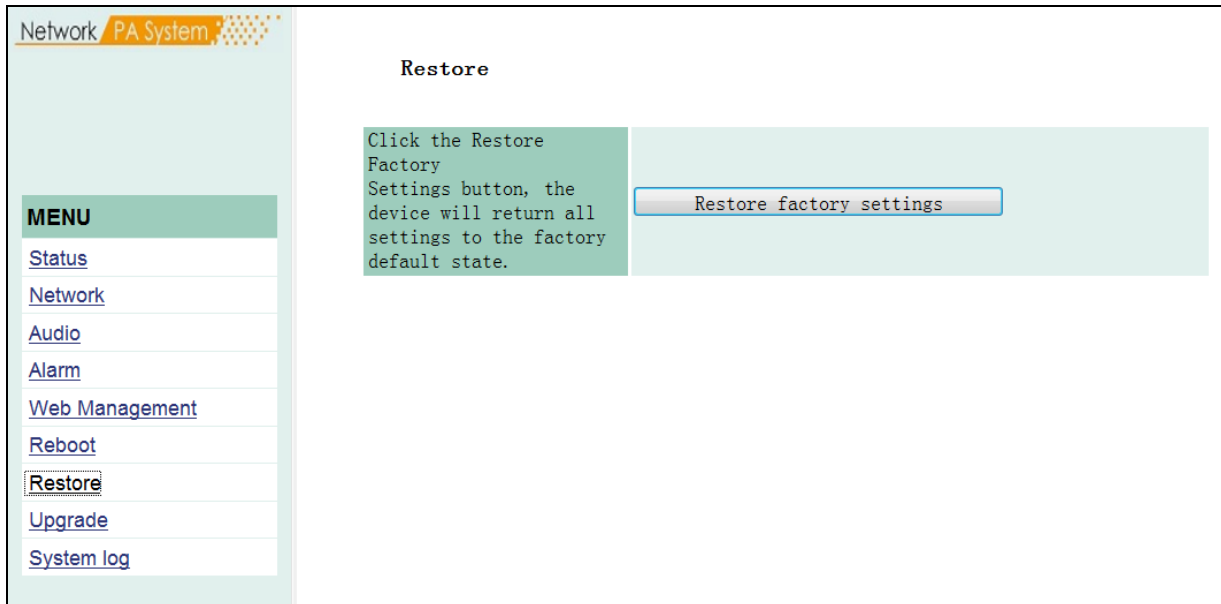 Network PA System
MENU
Status
Network
Audio
Alarm
Web Management
Reboot
Restore
Upgrade
System log
Restore
Click the Restore
Factory
Settings button, the
device will return all
settings to the factory
default state.
Restore factory settings